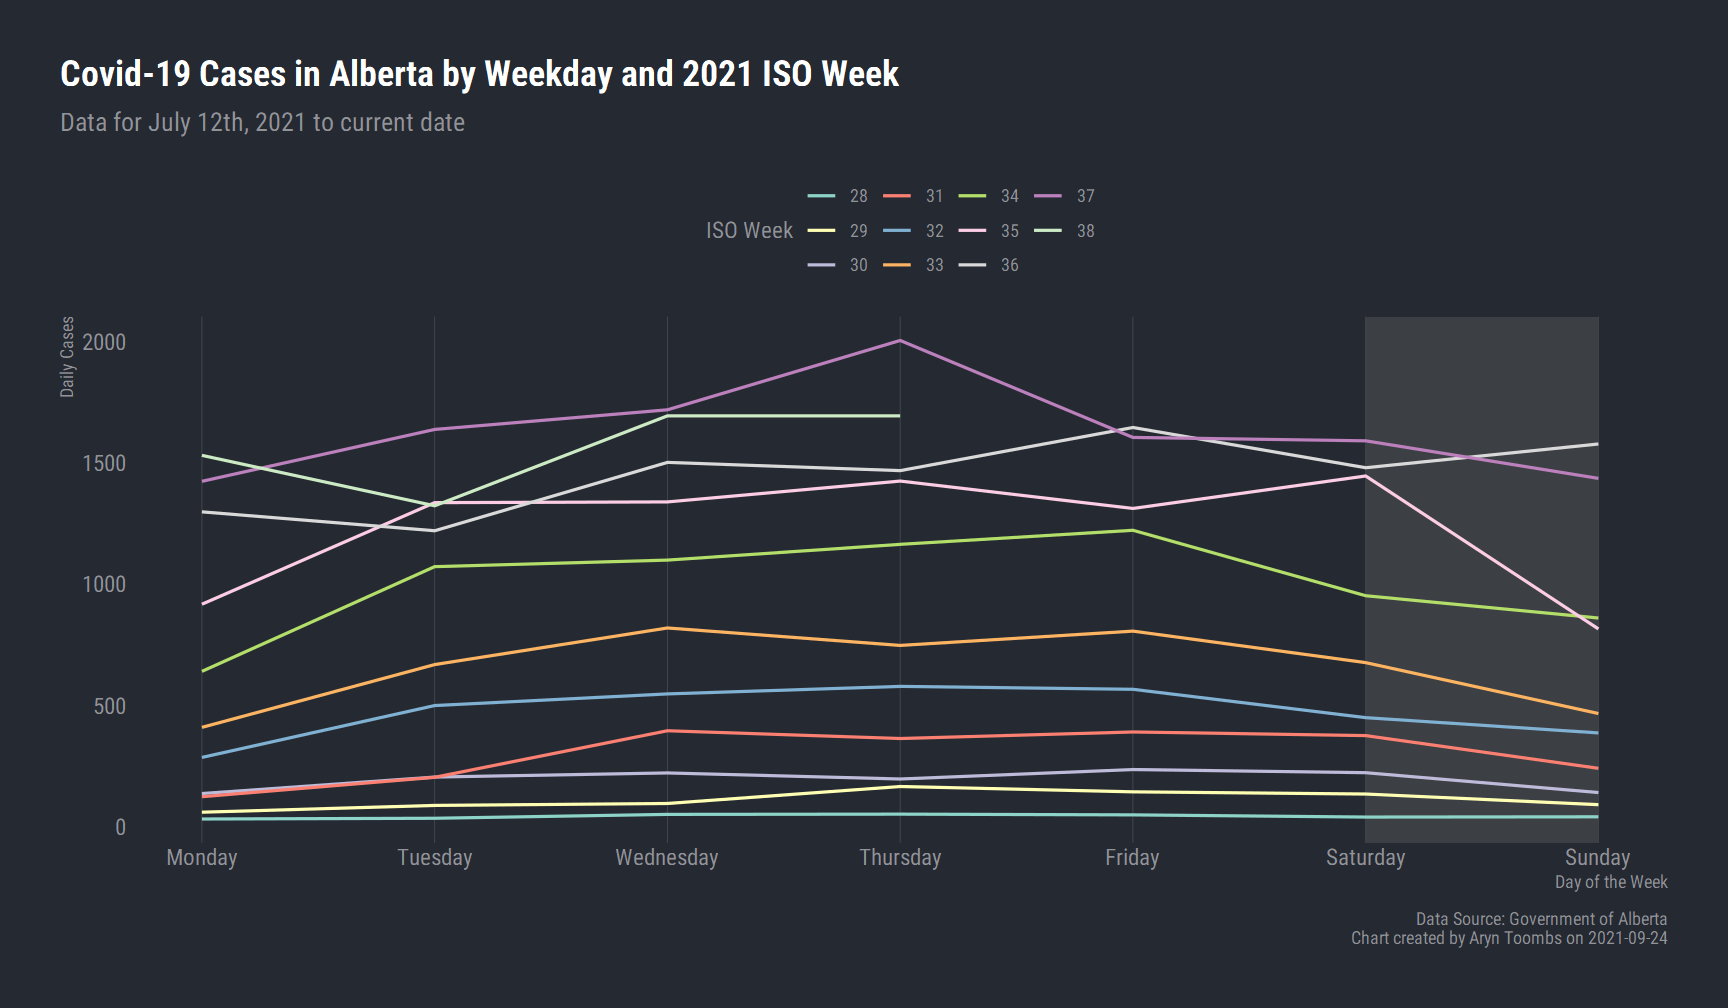 Covid-19 Cases in Alberta by Weekday and 2021 ISO Week
Data for July 12th, 2021 to current date
28 31 34 37
ISO Week 29 32 35 38
30 33 36
Daily Cases
2000
1500
1000
500
0
Monday Tuesday Wednesday Thursday Friday Saturday Sunday
Day of the Week
Data Source: Government of Alberta
Chart created by Aryn Toombs on 2021-09-24